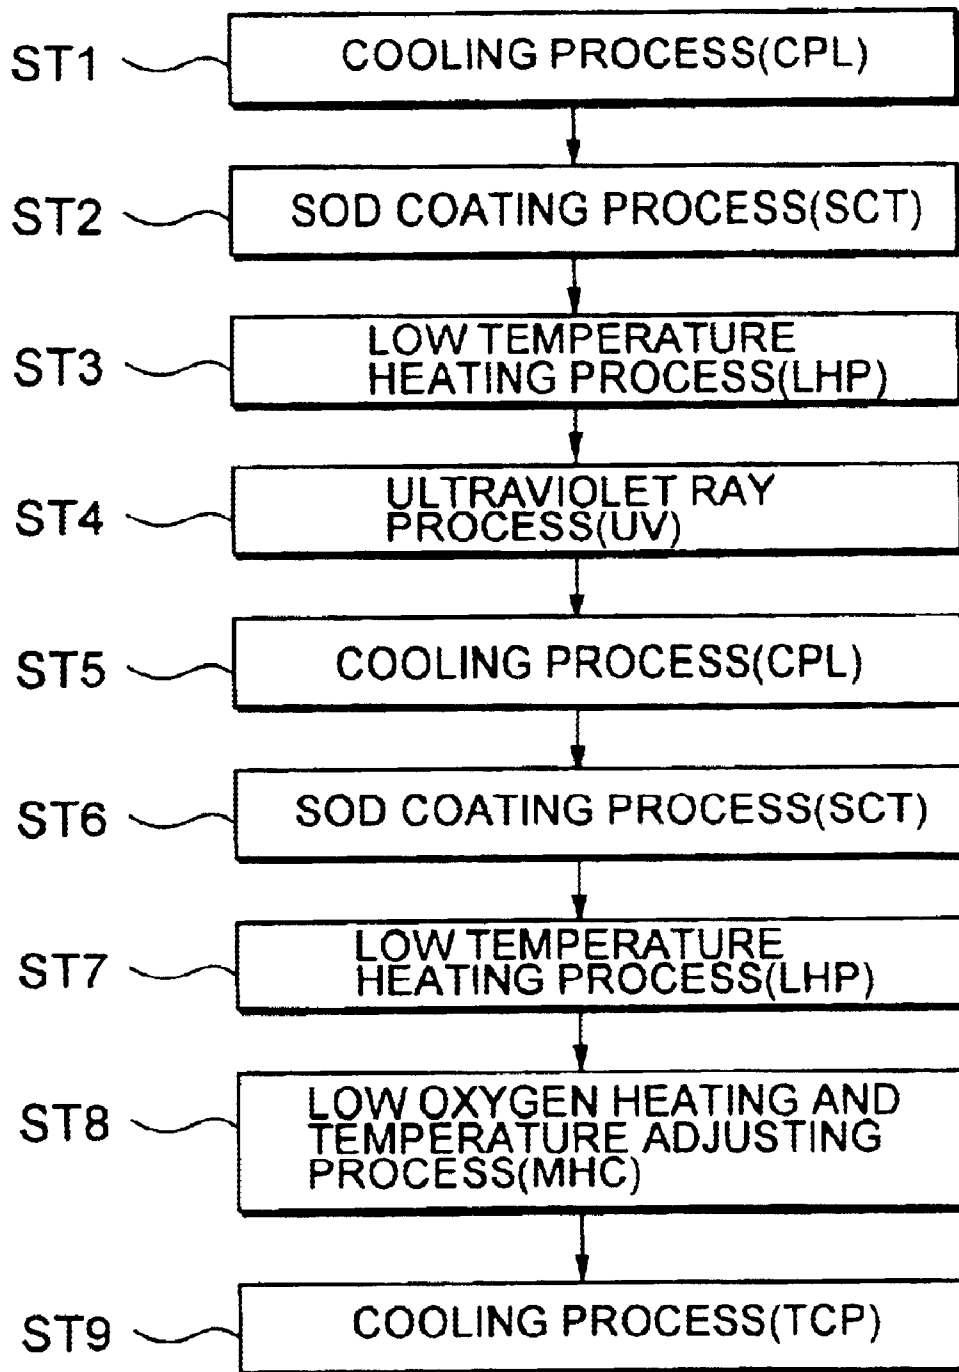 ST1 COOLING PROCESS(CPL)
ST2 SOD COATING PROCESS(SCT)
ST3 LOW TEMPERATURE
HEATING PROCESS(LHP)
ST4 ULTRAVIOLET RAY
PROCESS(UV)
ST5 COOLING PROCESS(CPL)
ST6 SOD COATING PROCESS(SCT)
ST7 LOW TEMPERATURE
HEATING PROCESS(LHP)
ST8 LOW OXYGEN HEATING AND
TEMPERATURE ADJUSTING
PROCESS(MHC)
ST9 COOLING PROCESS(TCP)